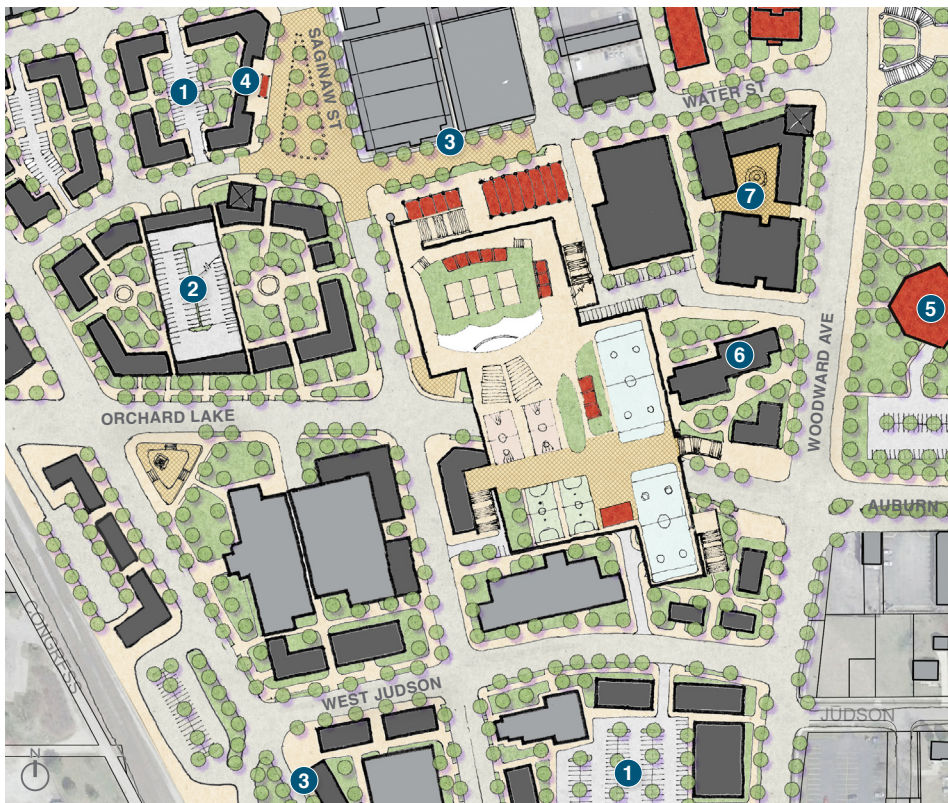 SAGINAW ST
1
4
3
WATER ST
7
2
5
6
WOODWARD AVE
ORCHARD LAKE
AUBURN
CONGRESS
WEST JUDSON
JUDSON
N
3
1